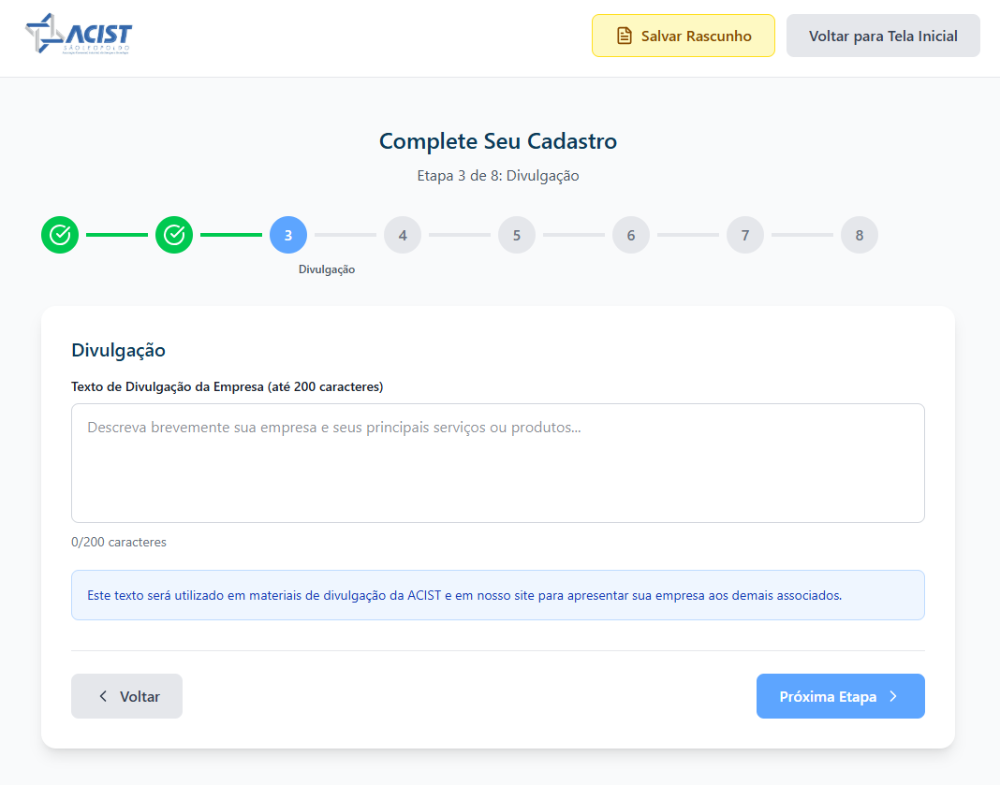 ACIST
SÃO LEOPOLDO
Salvar Rascunho
Voltar para Tela Inicial
Complete Seu Cadastro
Etapa 3 de 8: Divulgação
3
4
5
6
7
8
Divulgação
Divulgação
Texto de Divulgação da Empresa (até 200 caracteres)
Descreva brevemente sua empresa e seus principais serviços ou produtos...
0/200 caracteres
Este texto será utilizado em materiais de divulgação da ACIST e em nosso site para apresentar sua empresa aos demais associados.
Voltar
Próxima Etapa